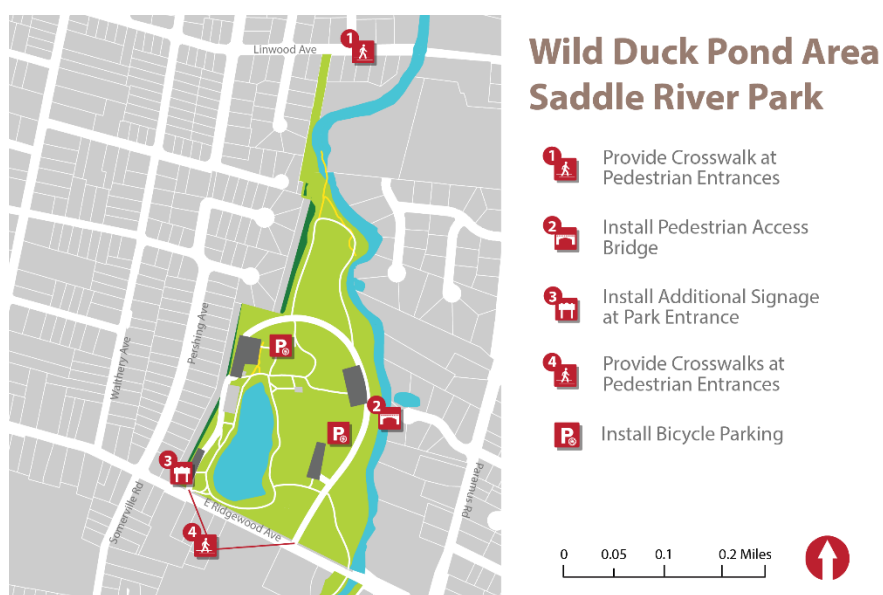 Wild Duck Pond Area
Saddle River Park
1
Provide Crosswalk at
Pedestrian Entrances
2
Install Pedestrian Access
Bridge
3
Install Additional Signage
at Park Entrance
4
Provide Crosswalks at
Pedestrian Entrances
P
Install Bicycle Parking
0 0.05 0.1 0.2 Miles
1
Linwood Ave
Pershing Ave
Walthery Ave
P
2
P
3
E Ridgewood Ave
4
Somerville Rd
Paramus Rd